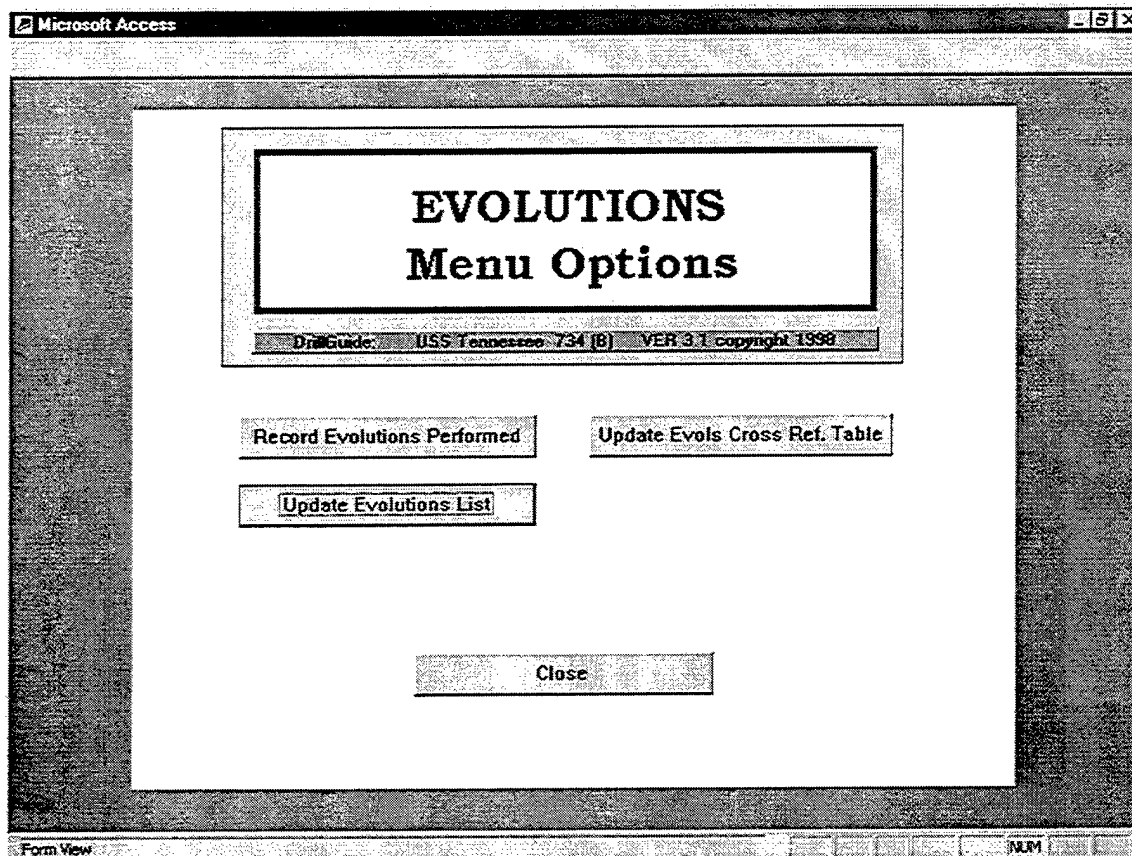 Microsoft Access
EVOLUTIONS
Menu Options
DrillGuide: USS Tennessee 734 (B) VER 3.1 copyright 1998
Record Evolutions Performed Update Evols Cross Ref. Table
Update Evolutions List
Close
Form View NUM